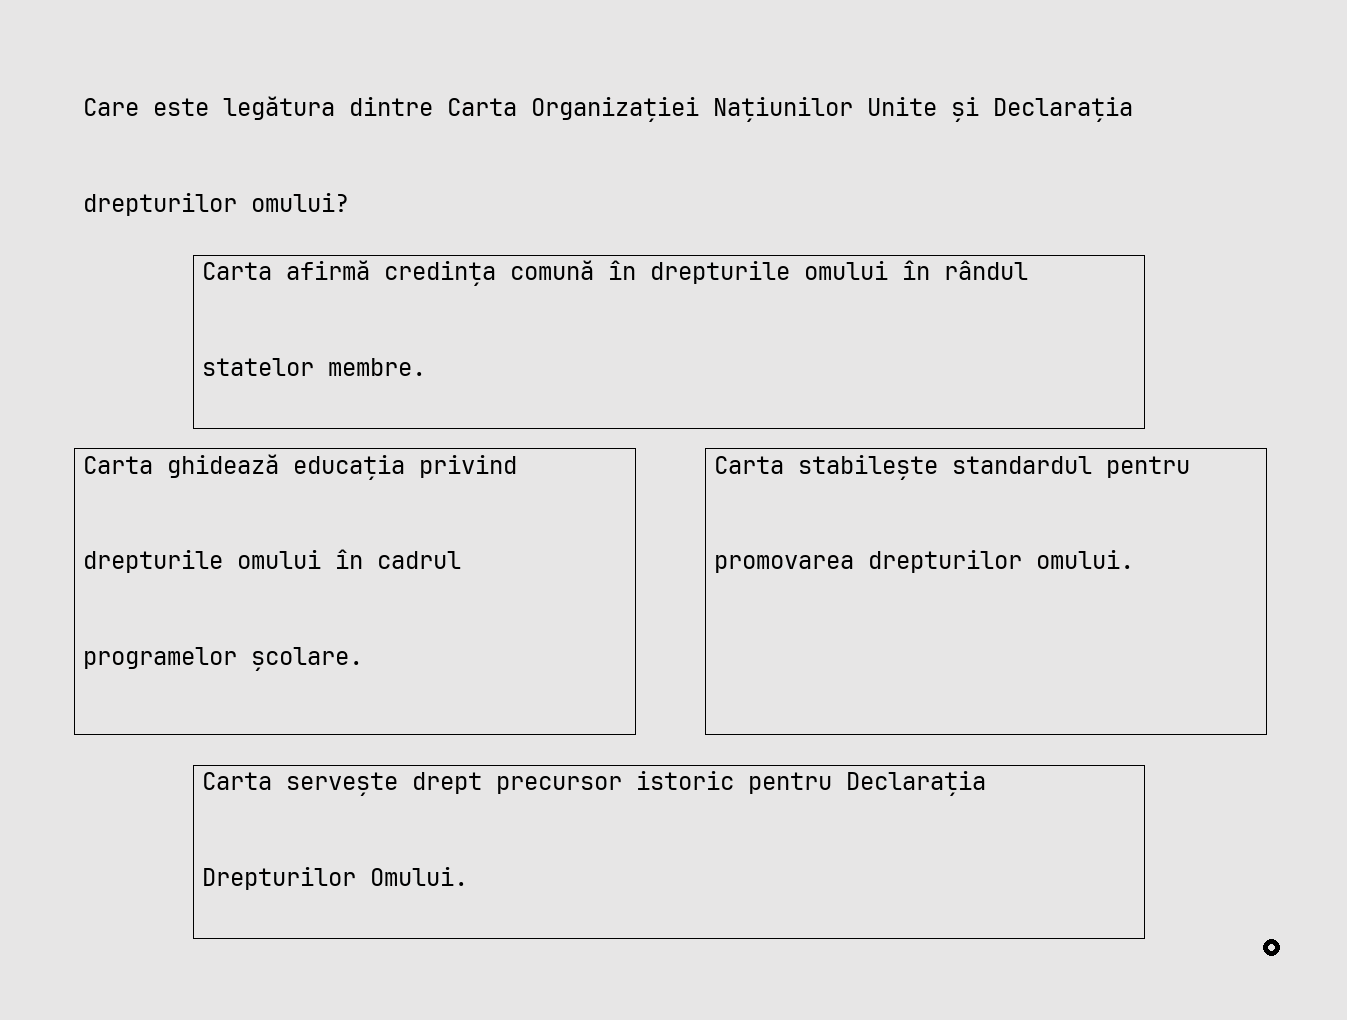 Care este legătura dintre Carta Organizației Națiunilor Unite și Declarația
drepturilor omului?
Carta afirmă credința comună în drepturile omului în rândul
statelor membre.
Carta ghidează educația privind
drepturile omului în cadrul
programelor școlare.
Carta stabilește standardul pentru
promovarea drepturilor omului.
Carta servește drept precursor istoric pentru Declarația
Drepturilor Omului.